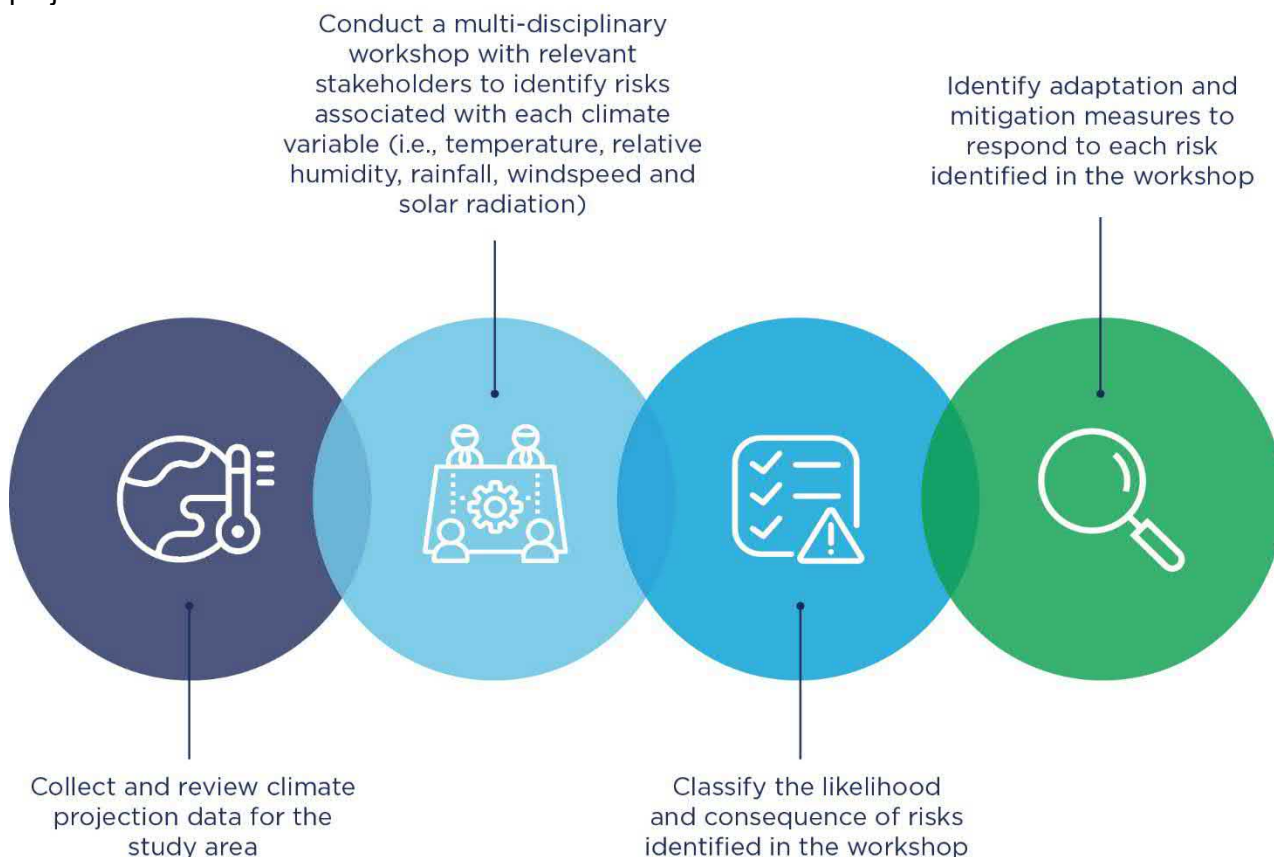 Conduct a multi-disciplinary
workshop with relevant
stakeholders to identify risks
associated with each climate
variable (i.e., temperature, relative
humidity, rainfall, windspeed and
solar radiation)
Identify adaptation and
mitigation measures to
respond to each risk
identified in the workshop
Collect and review climate
projection data for the
study area
Classify the likelihood
and consequence of risks
identified in the workshop